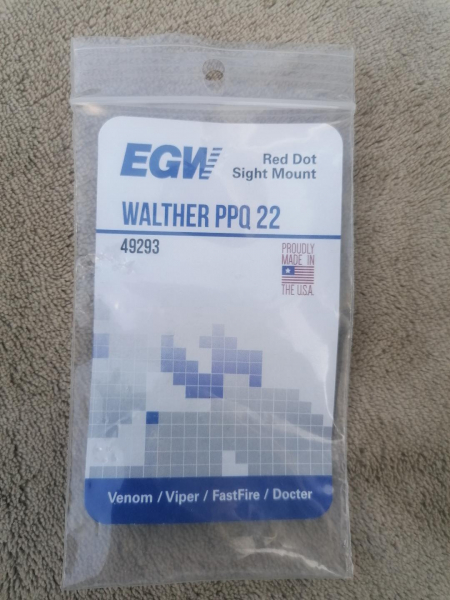 EGW
Red Dot
Sight Mount
WALTHER PPQ 22
49293
PROUDLY
MADE IN
THE U.S.A.
Venom / Viper / FastFire / Docter